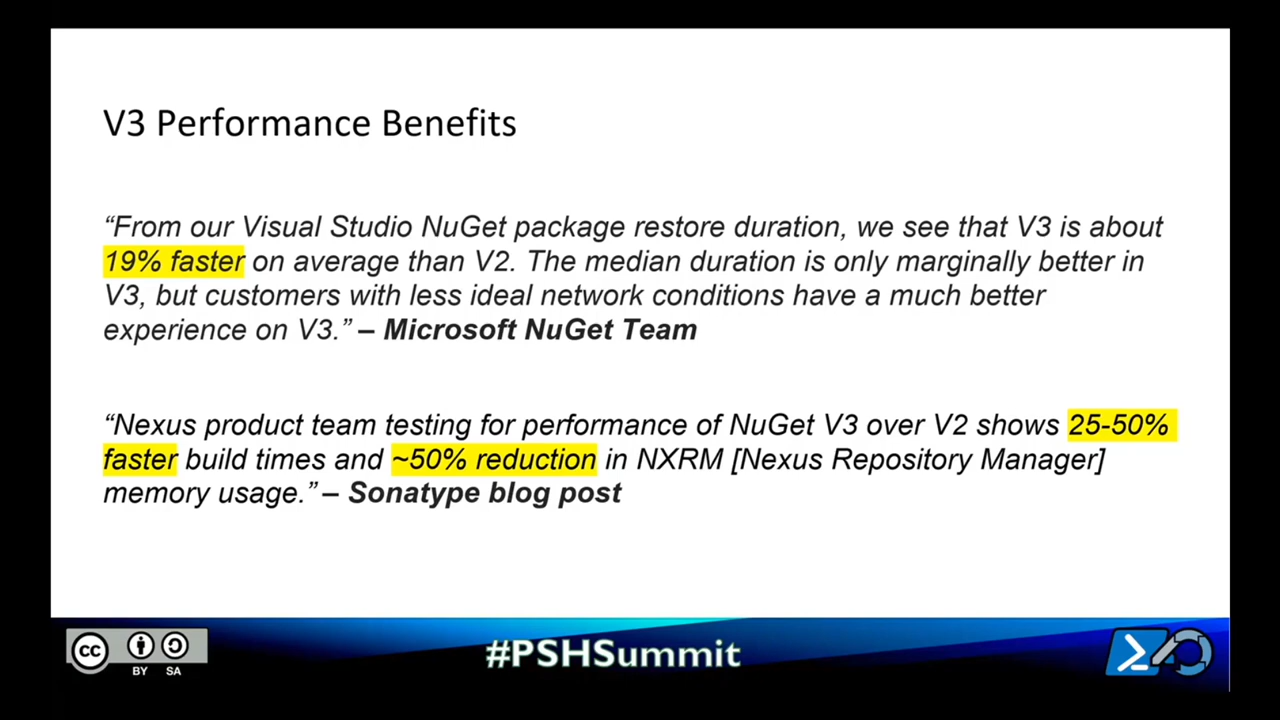 V3 Performance Benefits
“From our Visual Studio NuGet package restore duration, we see that V3 is about
19% faster on average than V2. The median duration is only marginally better in
V3, but customers with less ideal network conditions have a much better
experience on V3.” – Microsoft NuGet Team
“Nexus product team testing for performance of NuGet V3 over V2 shows 25-50%
faster build times and ~50% reduction in NXRM [Nexus Repository Manager]
memory usage.” – Sonatype blog post
cc
BY SA
#PSHSummit